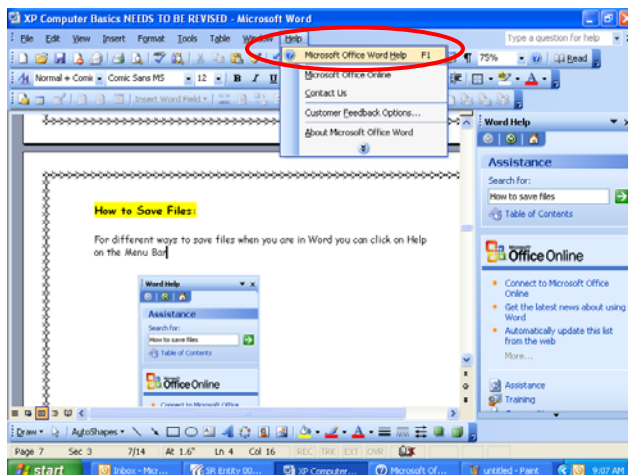 XP Computer Basics NEEDS TO BE REVISED - Microsoft Word
File Edit View Insert Format Tools Table Window Help
Type a question for help
75%
Read
Normal + Comic
Comic Sans MS
12
B I U
Insert Word Field
Microsoft Office Word Help F1
Microsoft Office Online
Contact Us
Customer Feedback Options...
About Microsoft Office Word
How to Save Files:
For different ways to save files when you are in Word you can click on Help
on the Menu Bar
Word Help
Assistance
Search for:
How to save files
Table of Contents
Office Online
Connect to Microsoft Office
Word Help
Assistance
Search for:
How to save files
Table of Contents
Microsoft
Office Online
Connect to Microsoft Office
Online
Get the latest news about using
Word
Automatically update this list
from the web
More...
Assistance
Training
Draw AutoShapes
Page 7 Sec 3 7/14 At 1.6" Ln 4 Col 16 REC TRK EXT OVR
start
Inbox - Micr...
SR Entity 00...
XP Computer...
Microsoft Of...
untitled - Paint
9:07 AM